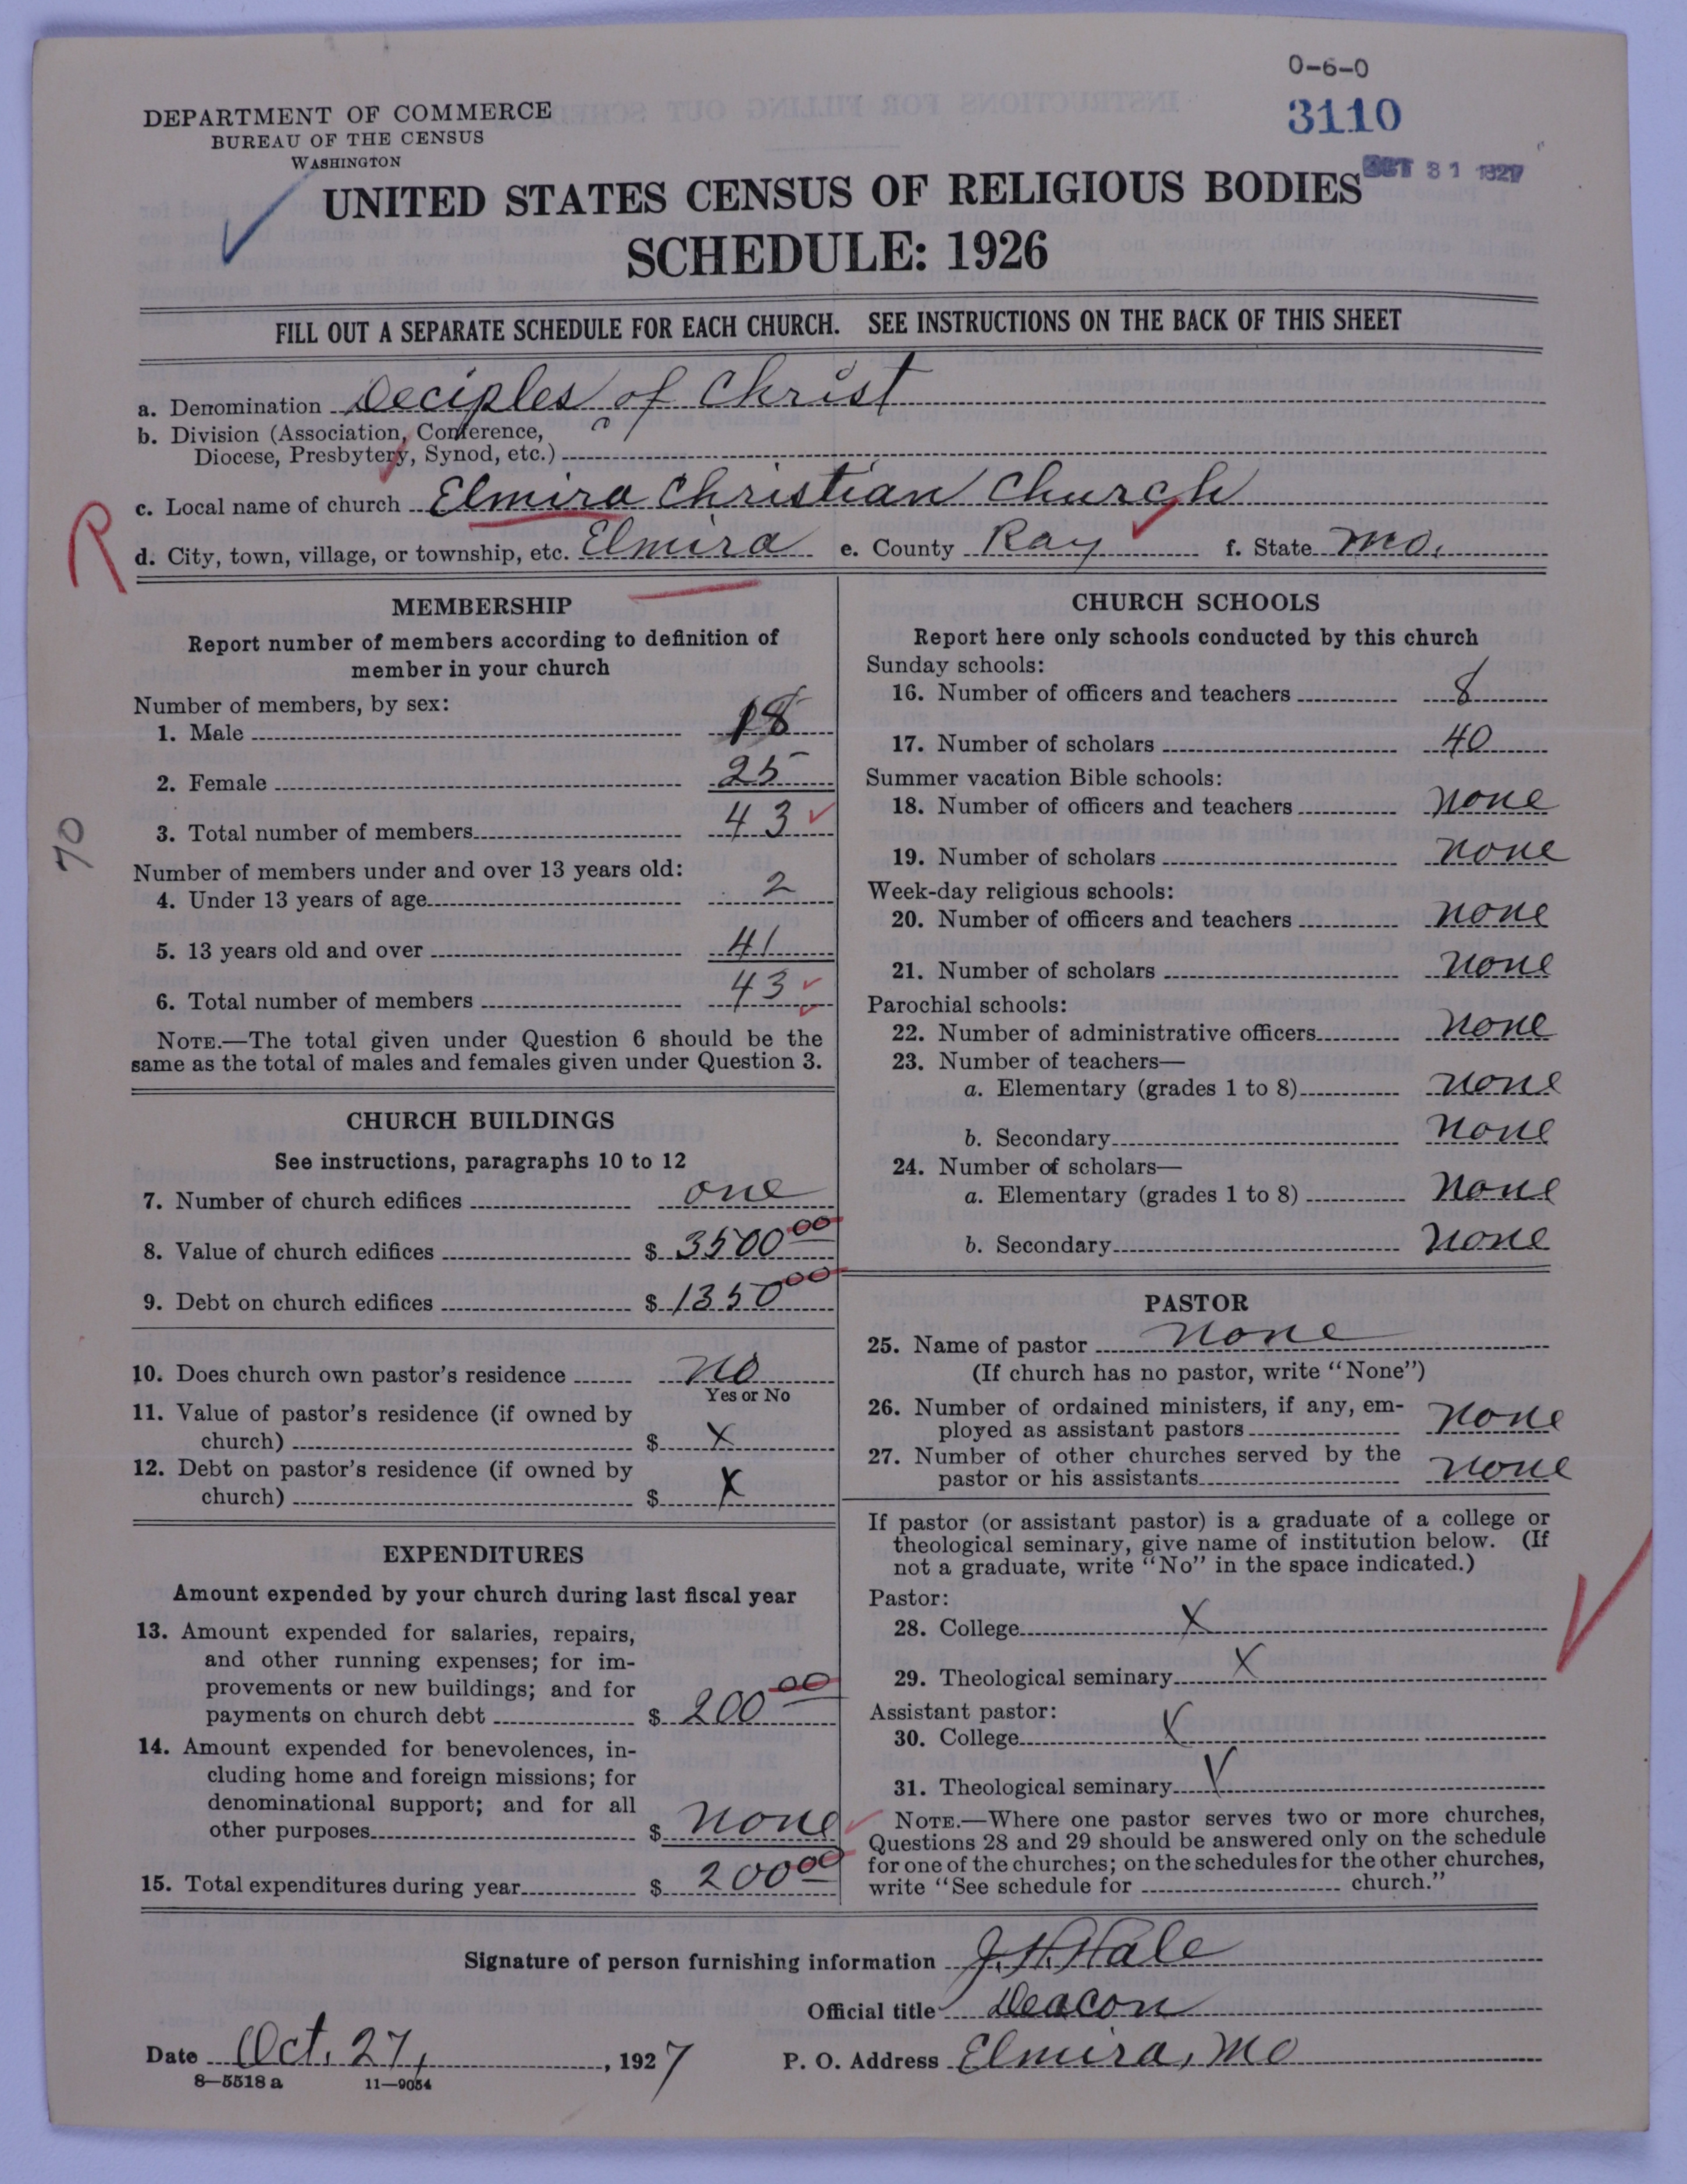 0-6-0
3110
DEPARTMENT OF COMMERCE
BUREAU OF THE CENSUS
WASHINGTON
OCT 31 1927
UNITED STATES CENSUS OF RELIGIOUS BODIES
SCHEDULE: 1926
FILL OUT A SEPARATE SCHEDULE FOR EACH CHURCH. SEE INSTRUCTIONS ON THE BACK OF THIS SHEET
a. Denomination Deciples of Christ
b. Division (Association, Conference,
Diocese, Presbytery, Synod, etc.)
c. Local name of church Elmira Christian Church
R
d. City, town, village, or township, etc. Elmira e. County Ray f. State Mo.
MEMBERSHIP
Report number of members according to definition of
member in your church
Number of members, by sex:
1. Male 18
2. Female 25
3. Total number of members 43
70
Number of members under and over 13 years old:
4. Under 13 years of age 2
5. 13 years old and over 41
6. Total number of members 43
NOTE.—The total given under Question 6 should be the
same as the total of males and females given under Question 3.
CHURCH BUILDINGS
See instructions, paragraphs 10 to 12
7. Number of church edifices one
8. Value of church edifices $ 3500 00
9. Debt on church edifices $ 1350 00
10. Does church own pastor's residence no
Yes or No
11. Value of pastor's residence (if owned by
church) $ X
12. Debt on pastor's residence (if owned by
church) $ X
EXPENDITURES
Amount expended by your church during last fiscal year
13. Amount expended for salaries, repairs,
and other running expenses; for im-
provements or new buildings; and for
payments on church debt $ 200 00
14. Amount expended for benevolences, in-
cluding home and foreign missions; for
denominational support; and for all
other purposes $ none
15. Total expenditures during year $ 200 00
CHURCH SCHOOLS
Report here only schools conducted by this church
Sunday schools:
16. Number of officers and teachers 8
17. Number of scholars 40
Summer vacation Bible schools:
18. Number of officers and teachers none
19. Number of scholars none
Week-day religious schools:
20. Number of officers and teachers none
21. Number of scholars none
Parochial schools:
22. Number of administrative officers none
23. Number of teachers—
a. Elementary (grades 1 to 8) none
b. Secondary none
24. Number of scholars—
a. Elementary (grades 1 to 8) none
b. Secondary none
PASTOR
25. Name of pastor none
(If church has no pastor, write "None")
26. Number of ordained ministers, if any, em-
ployed as assistant pastors none
27. Number of other churches served by the
pastor or his assistants none
If pastor (or assistant pastor) is a graduate of a college or
theological seminary, give name of institution below. (If
not a graduate, write "No" in the space indicated.)
Pastor:
28. College X
29. Theological seminary X
Assistant pastor:
30. College X
31. Theological seminary X
NOTE.—Where one pastor serves two or more churches,
Questions 28 and 29 should be answered only on the schedule
for one of the churches; on the schedules for the other churches,
write "See schedule for church."
Signature of person furnishing information J. H. Hale
Official title Deacon
Date Oct. 27, 1927 P. O. Address Elmira, Mo
8—5518 a 11—9054